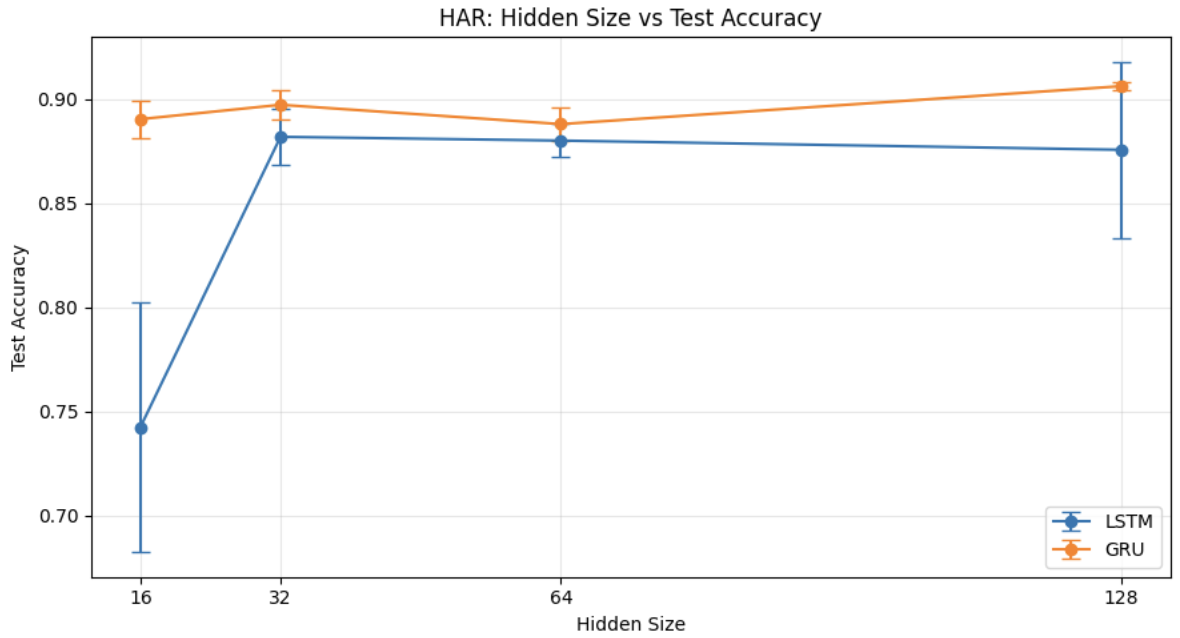 HAR: Hidden Size vs Test Accuracy
Test Accuracy
0.90
0.85
0.80
0.75
0.70
16 32 64 128
Hidden Size
LSTM
GRU